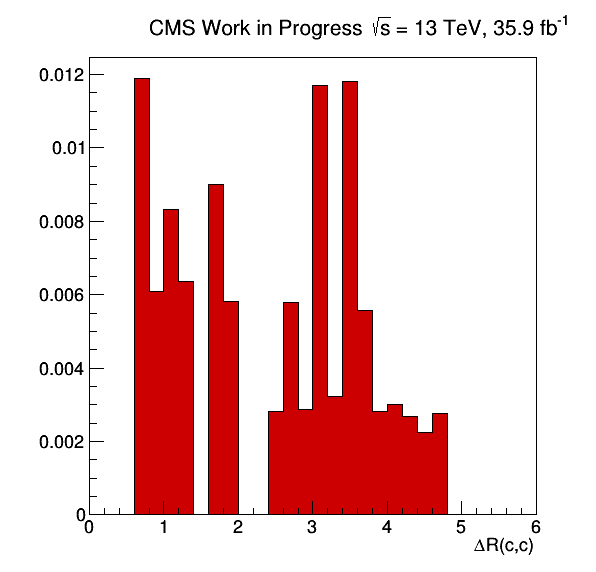 CMS Work in Progress √s = 13 TeV, 35.9 fb⁻¹
0.012
0.01
0.008
0.006
0.004
0.002
0
0 1 2 3 4 5 6
ΔR(c,c)